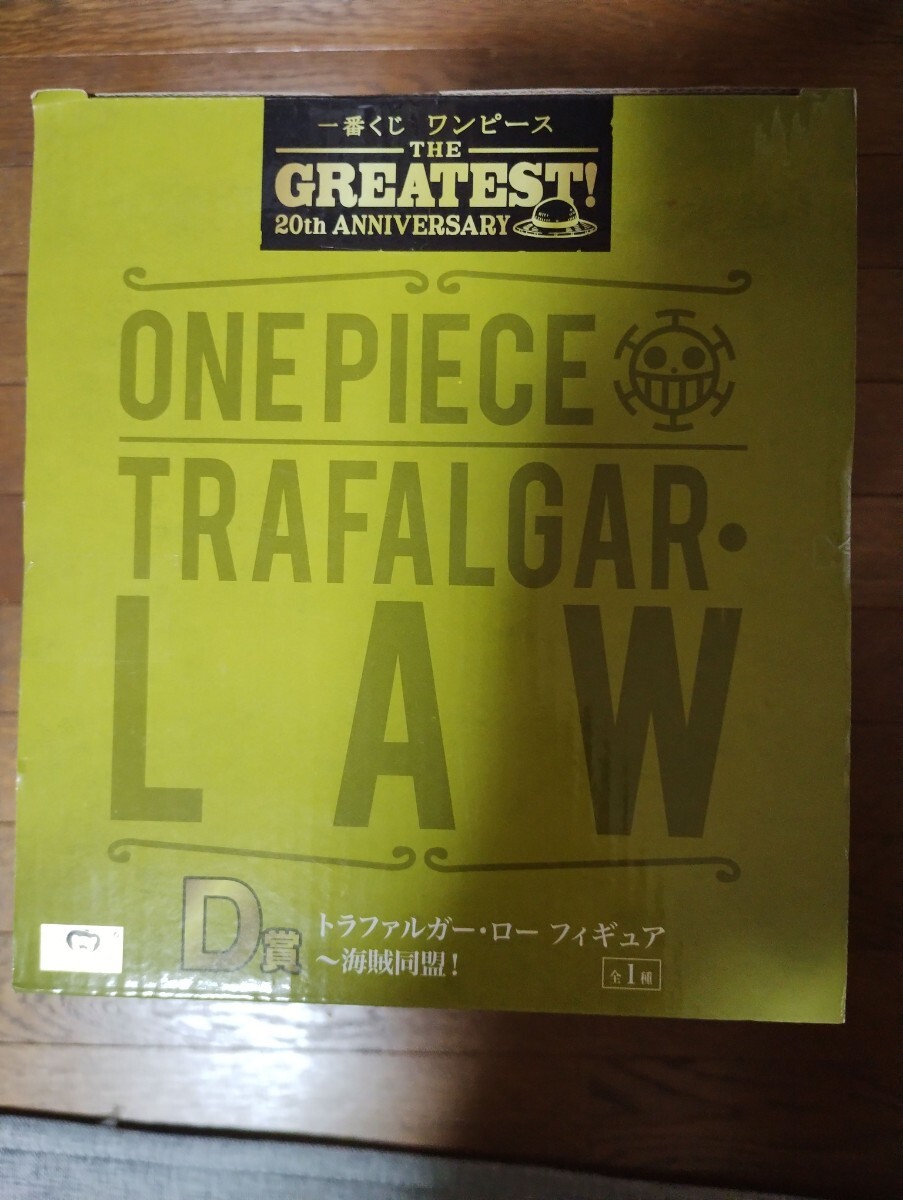 一番くじ ワンピース
THE
GREATEST!
20th ANNIVERSARY
ONE PIECE
TRAFALGAR・
LAW
D賞
トラファルガー・ロー フィギュア
～海賊同盟!
全1種